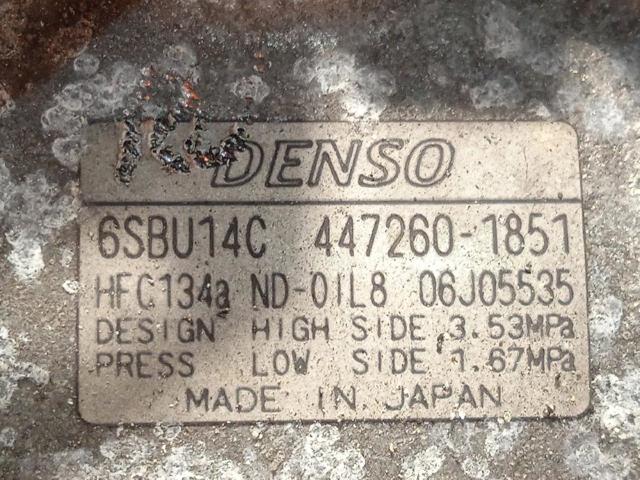 DENSO
6SBU14C 447260-1851
HFC134a ND-OIL8 06J05535
DESIGN HIGH SIDE 3.53MPa
PRESS LOW SIDE 1.67MPa
MADE IN JAPAN